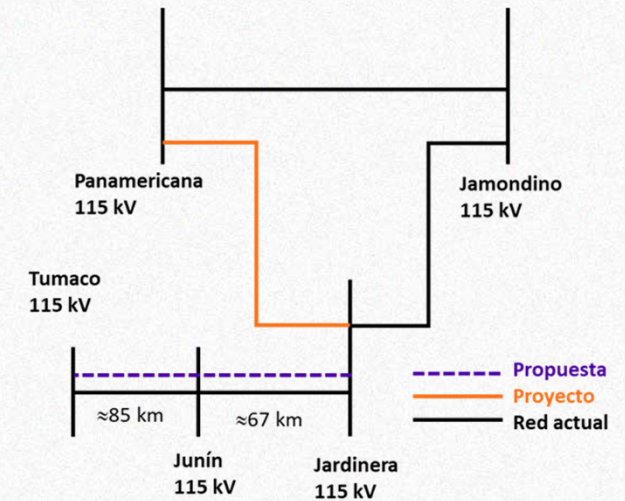 Panamericana
115 kV
Jamondino
115 kV
Tumaco
115 kV
≈85 km
≈67 km
Junín
115 kV
Jardinera
115 kV
Propuesta
Proyecto
Red actual